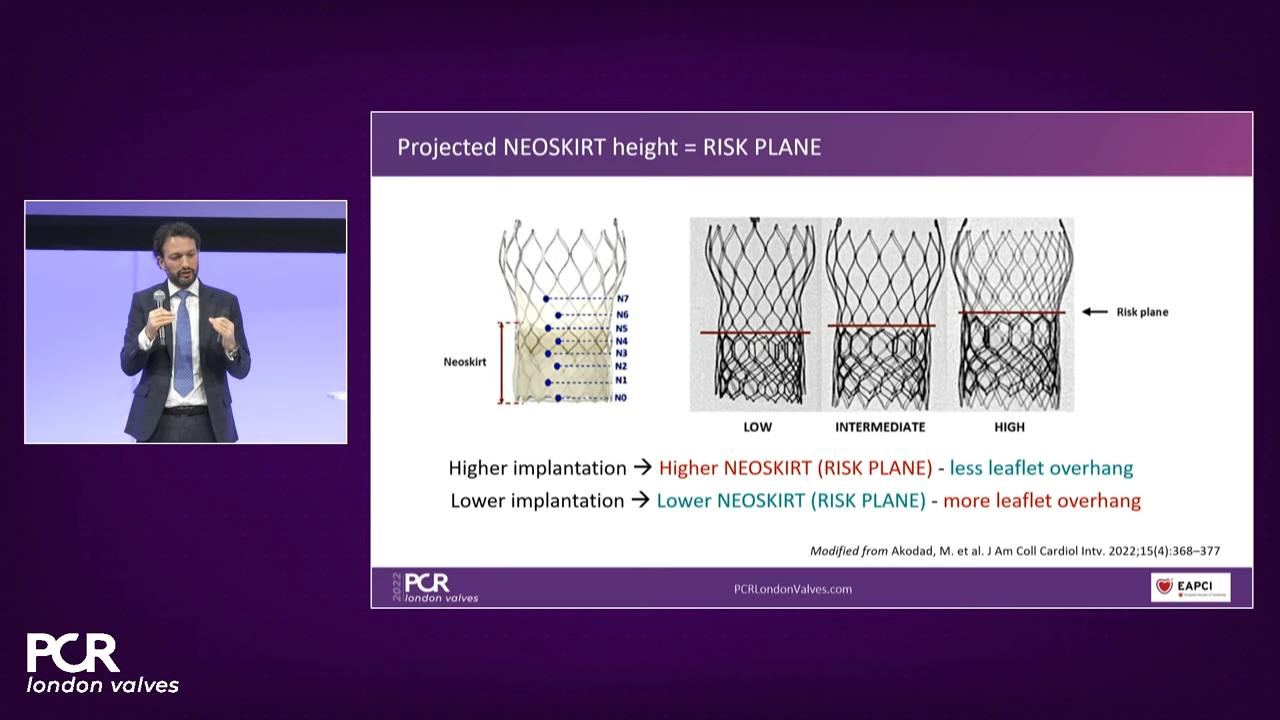 Projected NEOSKIRT height = RISK PLANE
N7
N6
N5
N4
N3
N2
N1
N0
Neoskirt
Risk plane
LOW
INTERMEDIATE
HIGH
Higher implantation → Higher NEOSKIRT (RISK PLANE) - less leaflet overhang
Lower implantation → Lower NEOSKIRT (RISK PLANE) - more leaflet overhang
Modified from Akodad, M. et al. J Am Coll Cardiol Intv. 2022;15(4):368–377
2022
PCR
london valves
PCRLondonValves.com
EAPCI
PCR
london valves